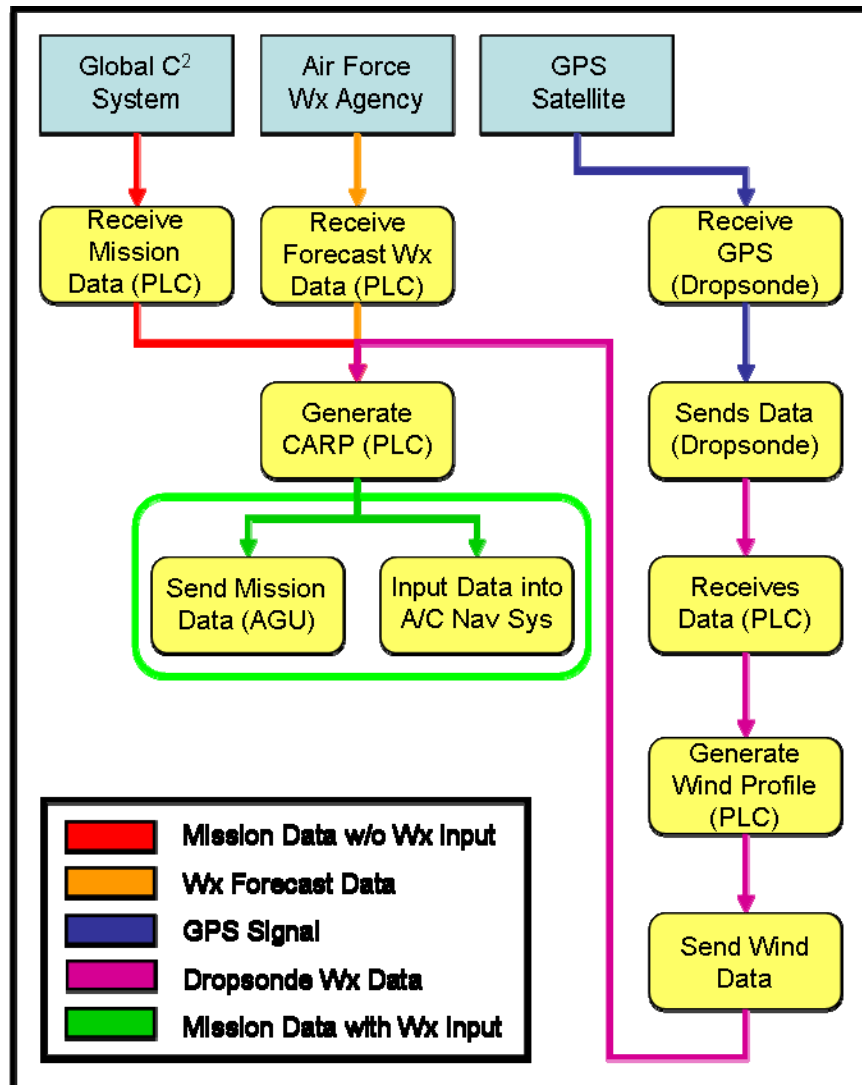 Global C² System
Air Force Wx Agency
GPS Satellite
Receive Mission Data (PLC)
Receive Forecast Wx Data (PLC)
Receive GPS (Dropsonde)
Generate CARP (PLC)
Sends Data (Dropsonde)
Send Mission Data (AGU)
Input Data into A/C Nav Sys
Receives Data (PLC)
Generate Wind Profile (PLC)
Send Wind Data
Mission Data w/o Wx Input
Wx Forecast Data
GPS Signal
Dropsonde Wx Data
Mission Data with Wx Input